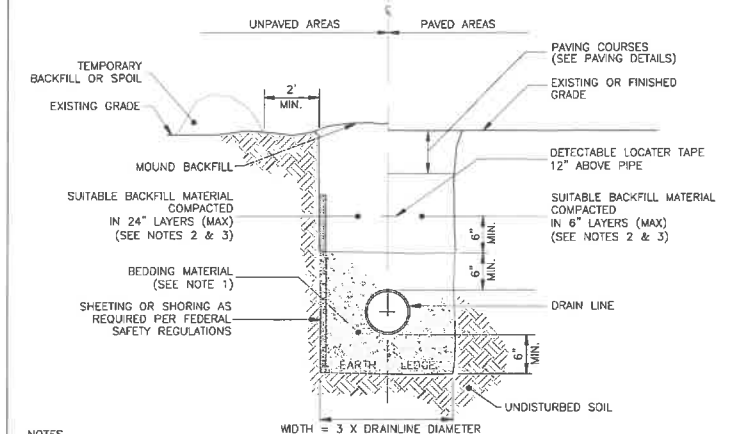 ℄
UNPAVED AREAS
PAVED AREAS
TEMPORARY
BACKFILL OR SPOIL
EXISTING GRADE
2'
MIN.
PAVING COURSES
(SEE PAVING DETAILS)
EXISTING OR FINISHED
GRADE
MOUND BACKFILL
DETECTABLE LOCATER TAPE
12" ABOVE PIPE
SUITABLE BACKFILL MATERIAL
COMPACTED
IN 24" LAYERS (MAX)
(SEE NOTES 2 & 3)
6"
MIN.
SUITABLE BACKFILL MATERIAL
COMPACTED
IN 6" LAYERS (MAX)
(SEE NOTES 2 & 3)
6"
MIN.
BEDDING MATERIAL
(SEE NOTE 1)
DRAIN LINE
SHEETING OR SHORING AS
REQUIRED PER FEDERAL
SAFETY REGULATIONS
6"
MIN.
EARTH
LEDGE
UNDISTURBED SOIL
WIDTH = 3 X DRAINLINE DIAMETER
NOTES